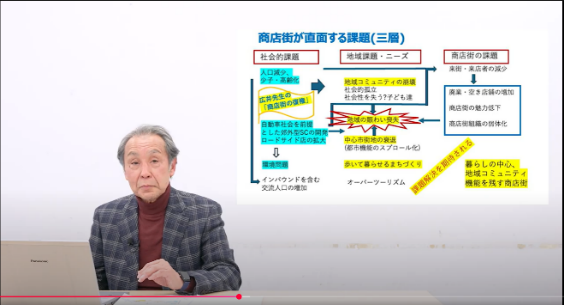 商店街が直面する課題(三層)
社会的課題
地域課題・ニーズ
商店街の課題
人口減少、
少子・高齢化
広井先生の
「商店街の復権」
自動車社会を前提
とした郊外型SCの開発
ロードサイド店の拡大
環境問題
インバウンドを含む
交流人口の増加
地域コミュニティの崩壊
社会的孤立
社会性を失う?子ども達
地域の賑わい喪失
中心市街地の衰退
(都市機能のスプロール化)
歩いて暮らせるまちづくり
オーバーツーリズム
来街・来店者の減少
廃業・空き店舗の増加
商店街の魅力低下
商店街組織の弱体化
課題解決を期待される
暮らしの中心、
地域コミュニティ
機能を残す商店街
Panasonic